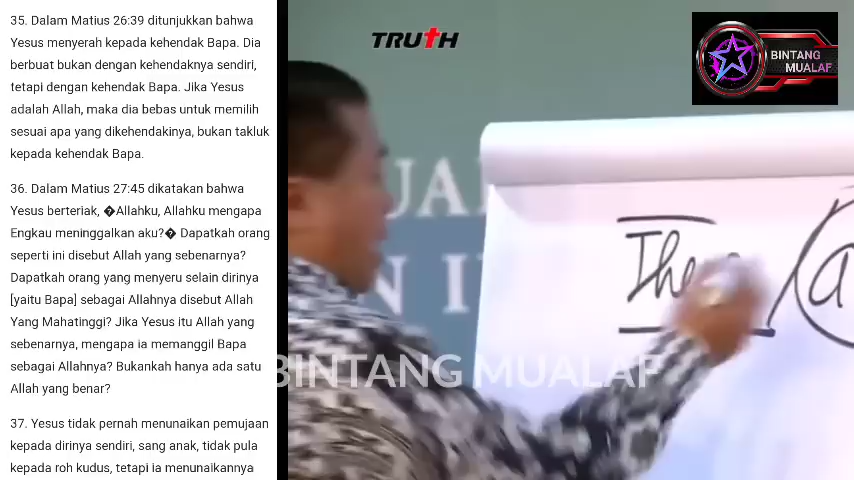 35. Dalam Matius 26:39 ditunjukkan bahwa
Yesus menyerah kepada kehendak Bapa. Dia
berbuat bukan dengan kehendaknya sendiri,
tetapi dengan kehendak Bapa. Jika Yesus
adalah Allah, maka dia bebas untuk memilih
sesuai apa yang dikehendakinya, bukan takluk
kepada kehendak Bapa.
36. Dalam Matius 27:45 dikatakan bahwa
Yesus berteriak, �Allahku, Allahku mengapa
Engkau meninggalkan aku?� Dapatkah orang
seperti ini disebut Allah yang sebenarnya?
Dapatkah orang yang menyeru selain dirinya
[yaitu Bapa] sebagai Allahnya disebut Allah
Yang Mahatinggi? Jika Yesus itu Allah yang
sebenarnya, mengapa ia memanggil Bapa
sebagai Allahnya? Bukankah hanya ada satu
Allah yang benar?
37. Yesus tidak pernah menunaikan pemujaan
kepada dirinya sendiri, sang anak, tidak pula
kepada roh kudus, tetapi ia menunaikannya
TRUTH
BINTANG
MUALAF
BINTANG MUALAF